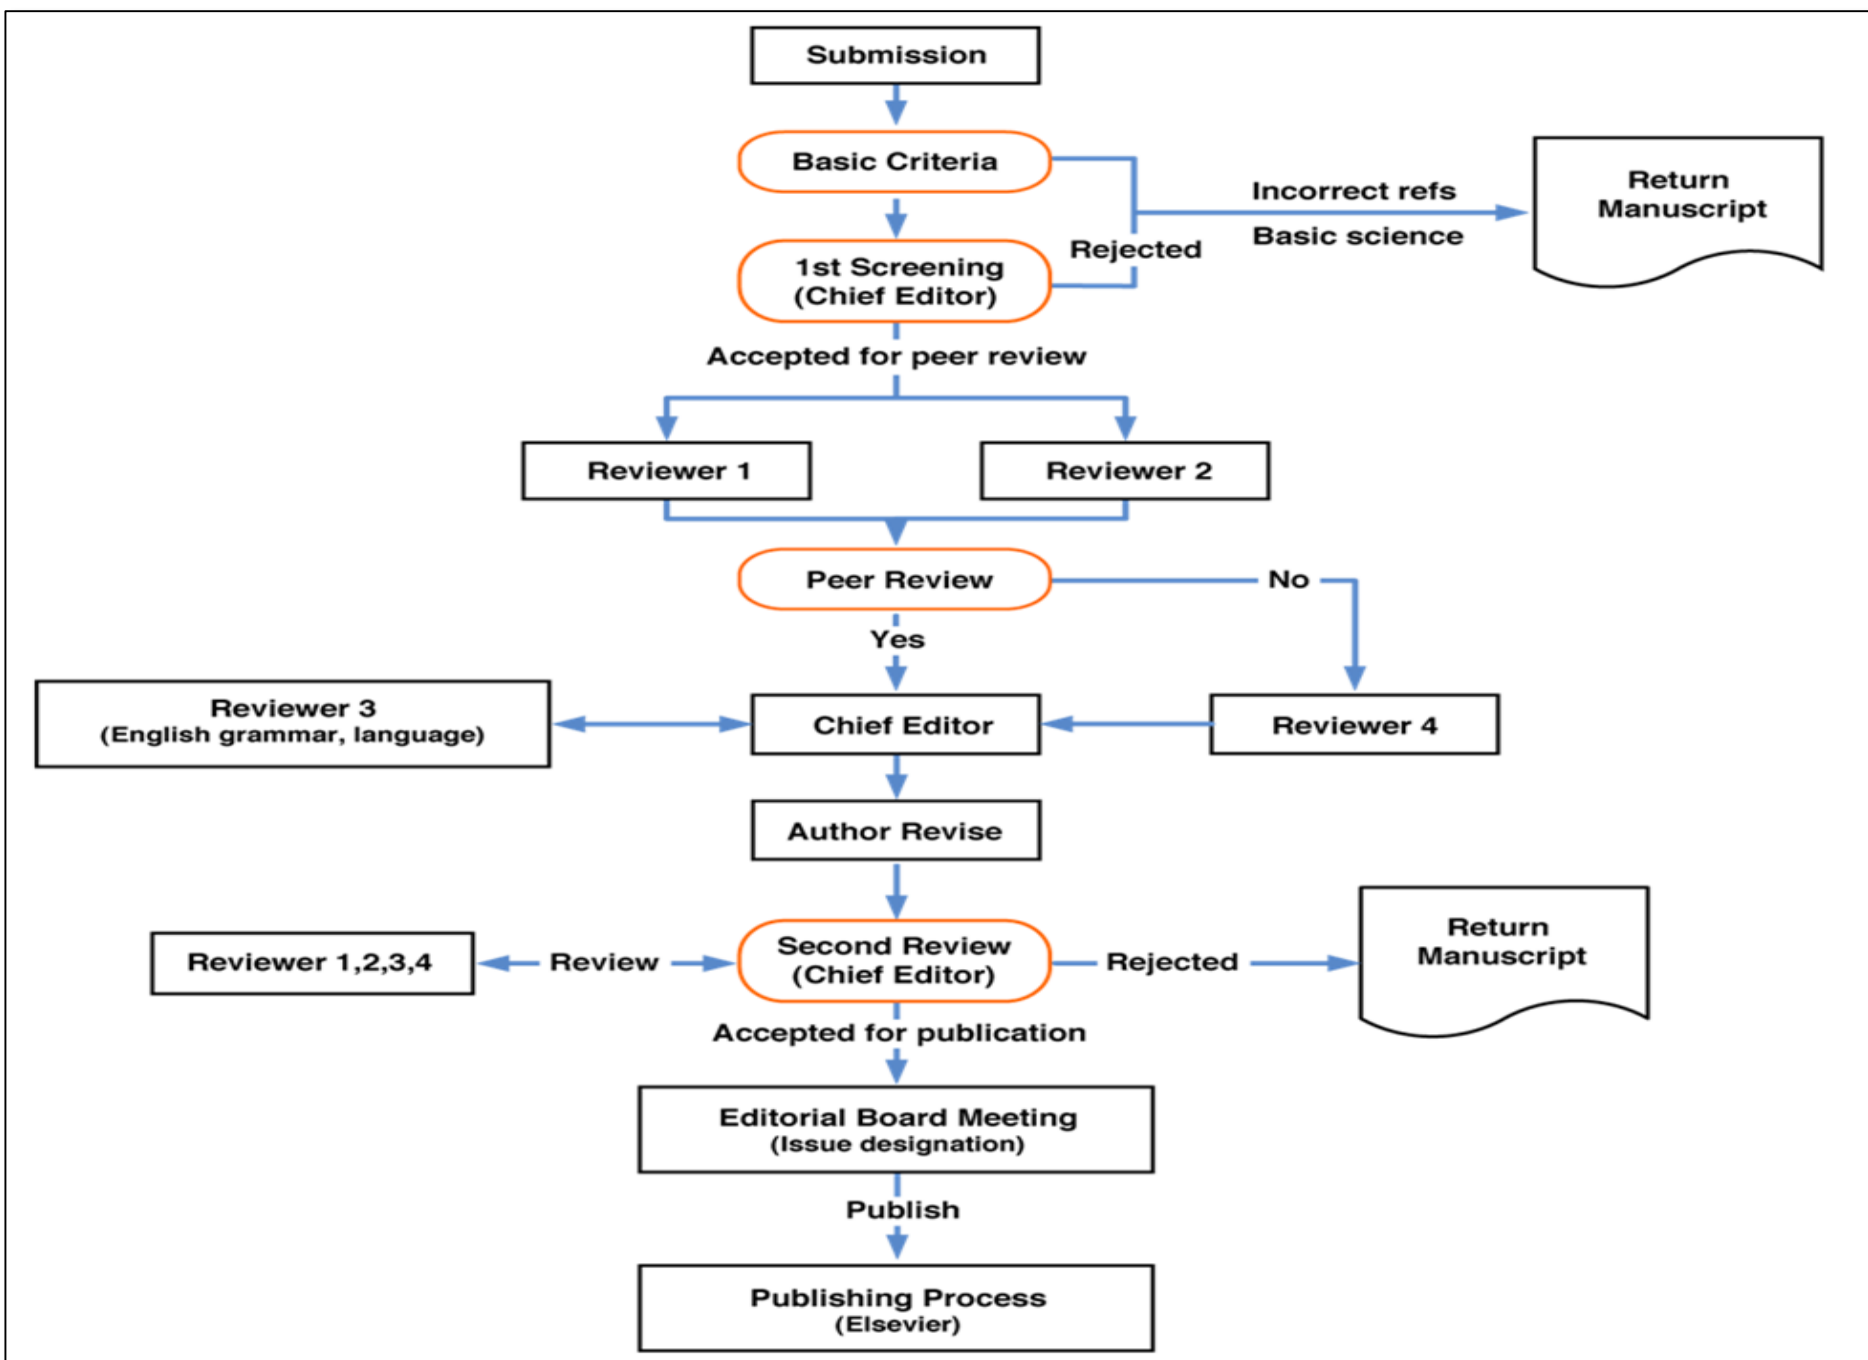 Submission
Basic Criteria
Incorrect refs
Basic science
Return
Manuscript
Rejected
1st Screening
(Chief Editor)
Accepted for peer review
Reviewer 1
Reviewer 2
Peer Review
No
Yes
Reviewer 3
(English grammar, language)
Chief Editor
Reviewer 4
Author Revise
Reviewer 1,2,3,4
Review
Second Review
(Chief Editor)
Rejected
Return
Manuscript
Accepted for publication
Editorial Board Meeting
(Issue designation)
Publish
Publishing Process
(Elsevier)